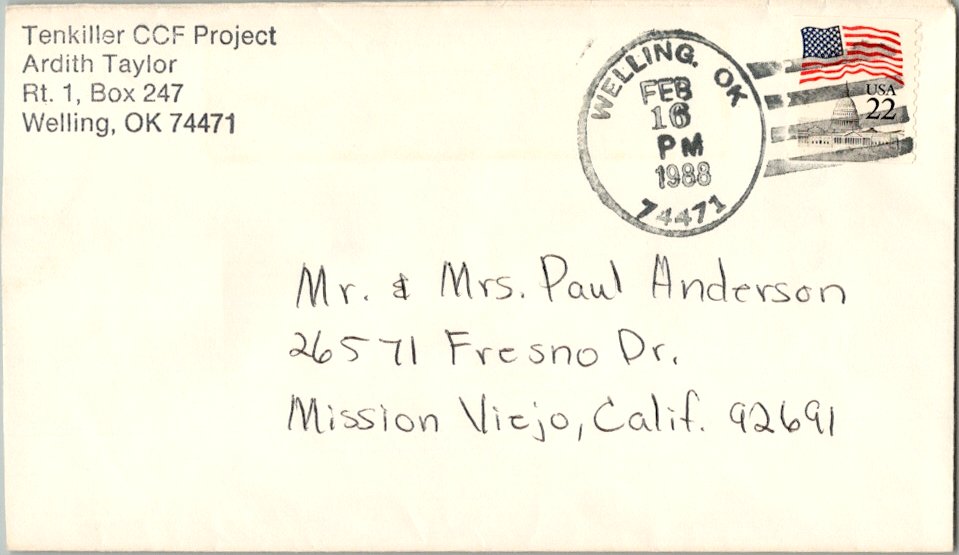 Tenkiller CCF Project
Ardith Taylor
Rt. 1, Box 247
Welling, OK 74471
WELLING, OK
FEB
16
PM
1988
74471
USA
22
Mr. & Mrs. Paul Anderson
26571 Fresno Dr.
Mission Viejo, Calif. 92691